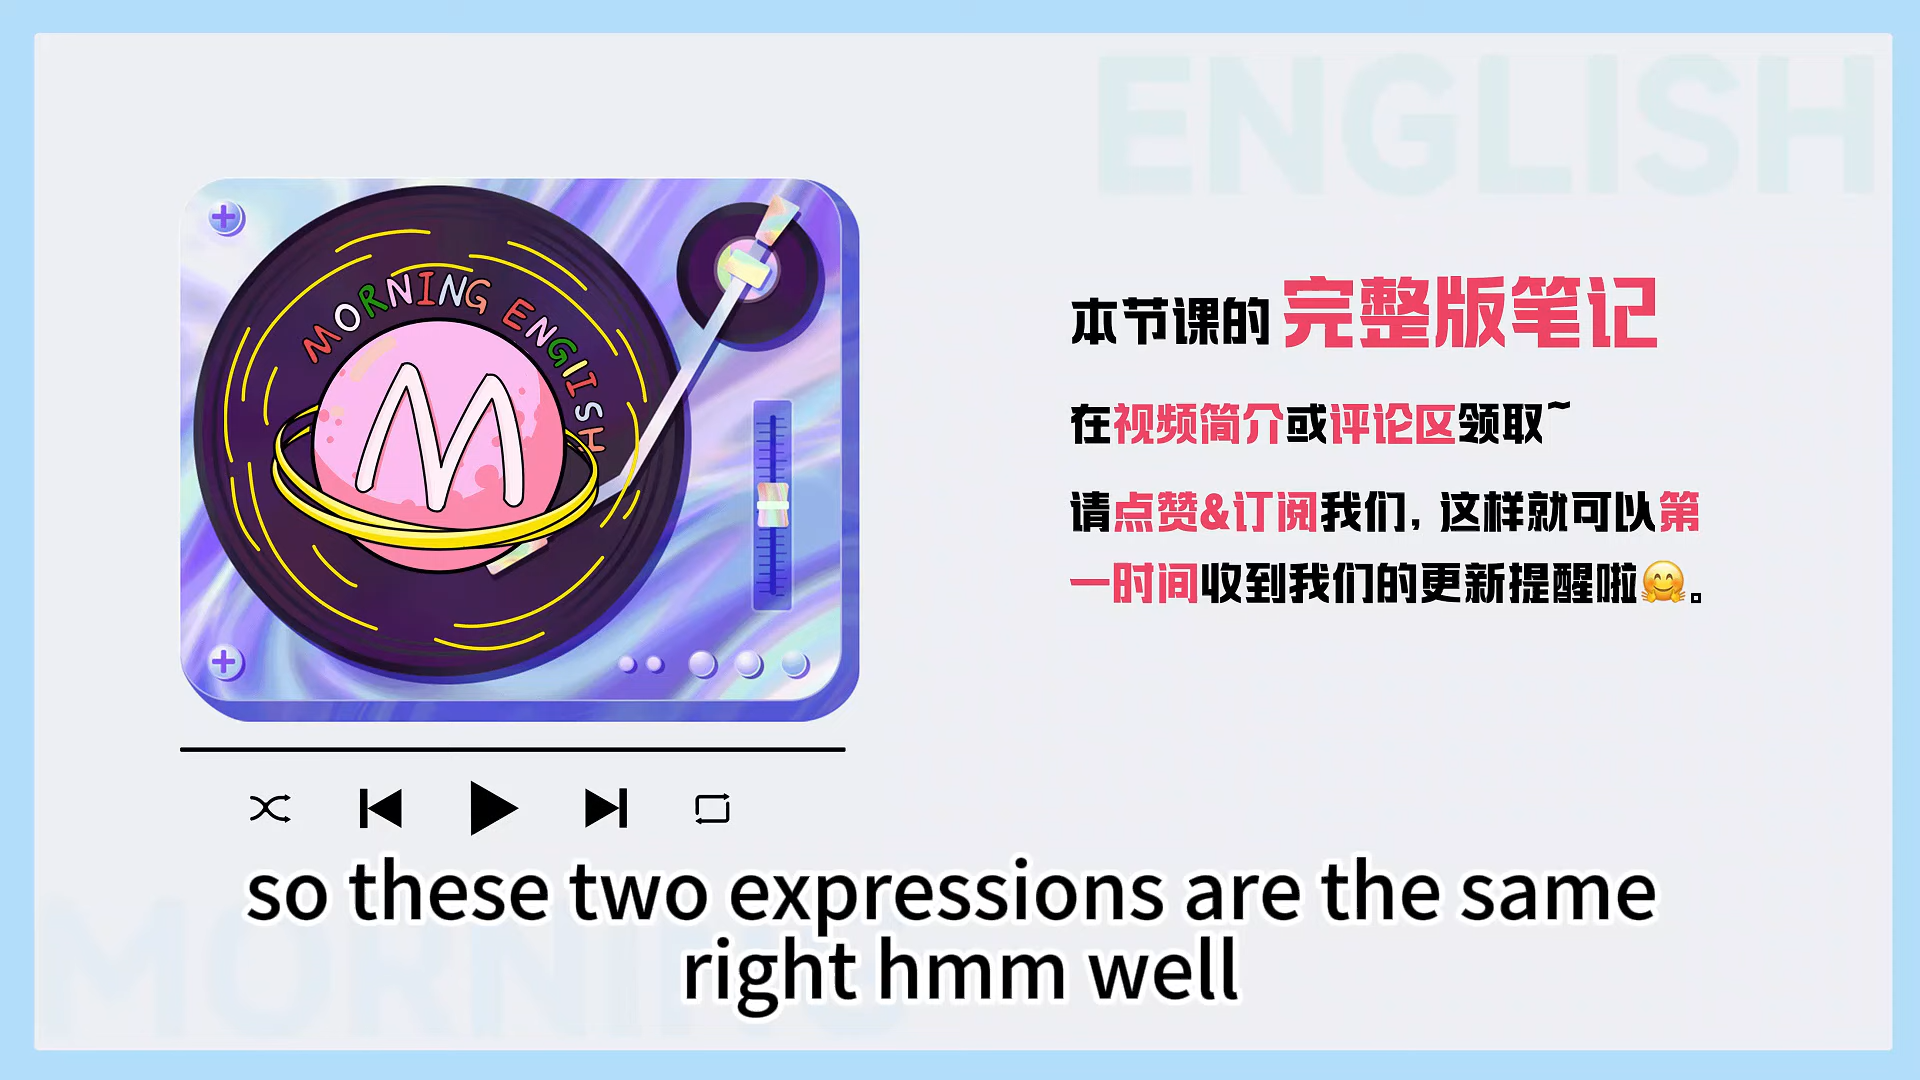 ENGLISH
MORNING ENGLISH
M
本节课的 完整版笔记
在视频简介或评论区领取~
请点赞&订阅我们，这样就可以第
一时间收到我们的更新提醒啦🤗。
MORNING
so these two expressions are the same
right hmm well